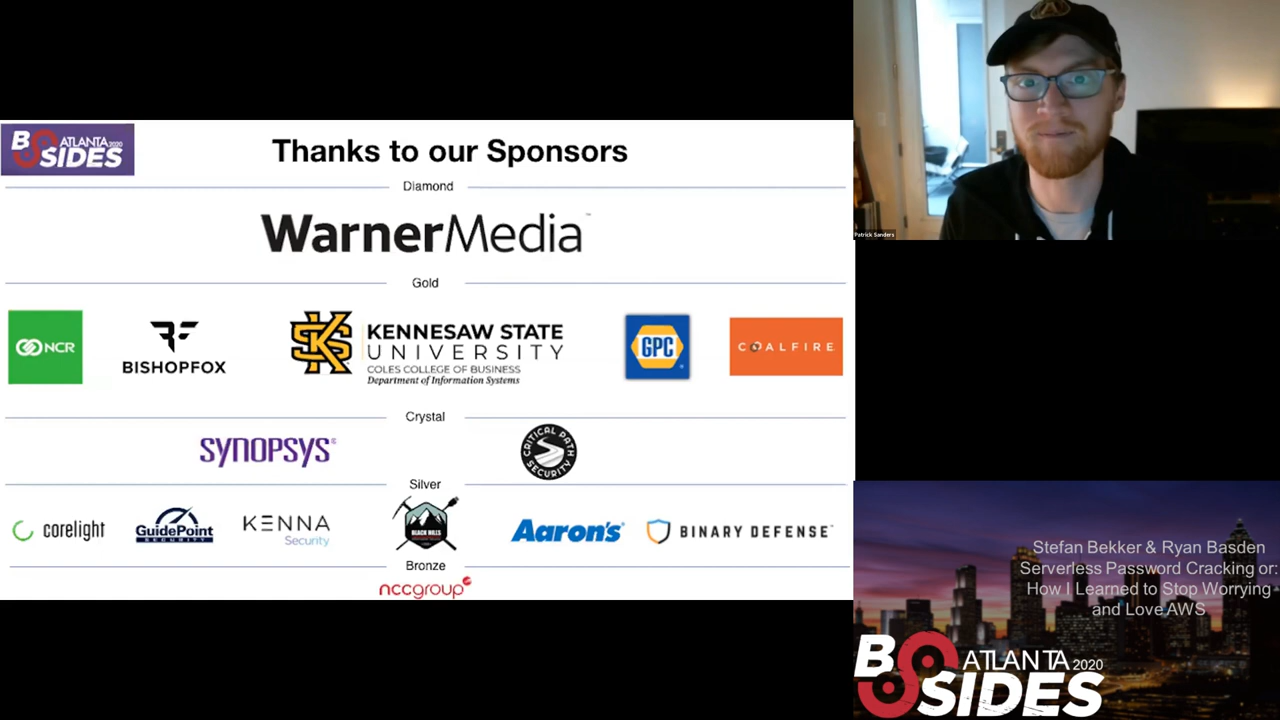 BSIDES ATLANTA 2020
Thanks to our Sponsors
Diamond
WarnerMedia
Gold
NCR
BISHOPFOX
KENNESAW STATE
UNIVERSITY
COLES COLLEGE OF BUSINESS
Department of Information Systems
GPC
COALFIRE
Crystal
SYNOPSYS®
CRITICAL PATH
SECURITY
Silver
corelight
GuidePoint
SECURITY
KENNA
Security
BLACK HILLS
Aaron's
BINARY DEFENSE
Bronze
nccgroup
Patrick Sanders
Stefan Bekker & Ryan Basden
Serverless Password Cracking or:
How I Learned to Stop Worrying
and Love AWS
BSIDES ATLANTA 2020